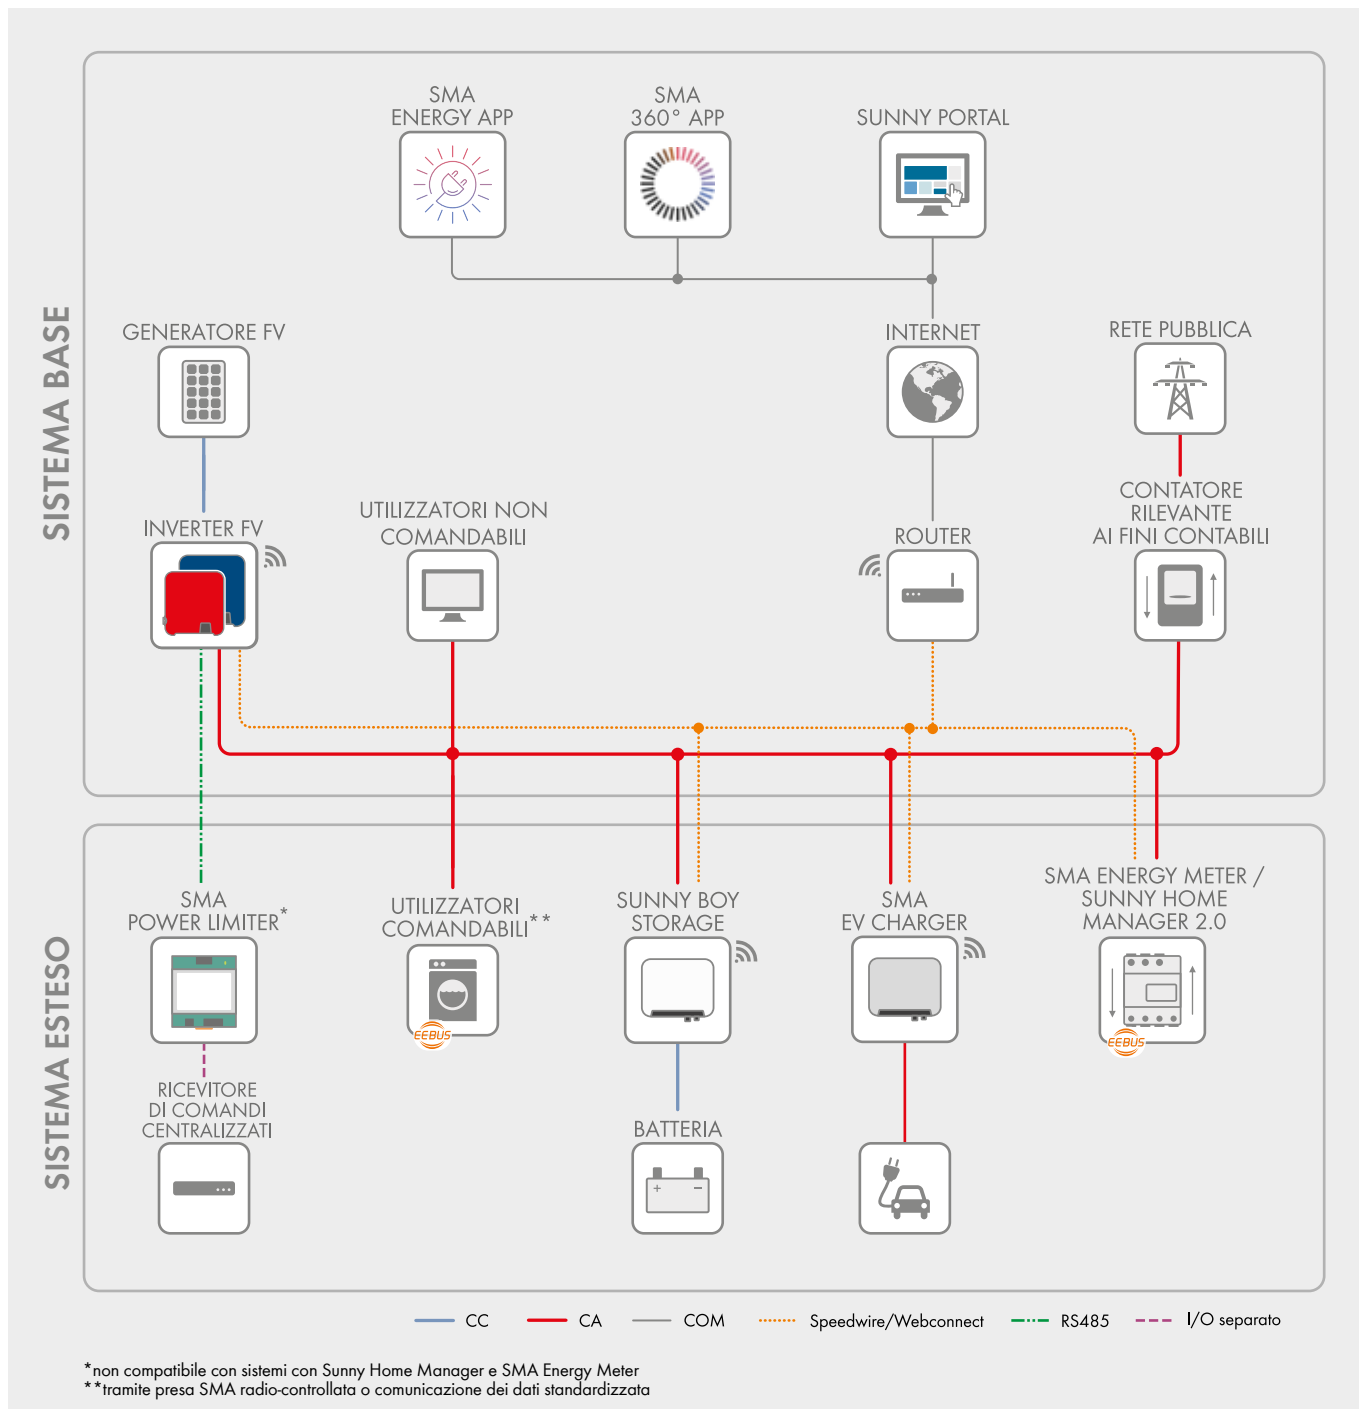 SISTEMA BASE
SMA
ENERGY APP
SMA
360° APP
SUNNY PORTAL
GENERATORE FV
INTERNET
RETE PUBBLICA
INVERTER FV
UTILIZZATORI NON
COMANDABILI
ROUTER
CONTATORE
RILEVANTE
AI FINI CONTABILI
SISTEMA ESTESO
SMA
POWER LIMITER*
UTILIZZATORI
COMANDABILI**
EEBUS
SUNNY BOY
STORAGE
SMA
EV CHARGER
SMA ENERGY METER /
SUNNY HOME
MANAGER 2.0
EEBUS
RICEVITORE
DI COMANDI
CENTRALIZZATI
BATTERIA
+ −
CC
CA
COM
Speedwire/Webconnect
RS485
I/O separato
*non compatibile con sistemi con Sunny Home Manager e SMA Energy Meter
**tramite presa SMA radio-controllata o comunicazione dei dati standardizzata